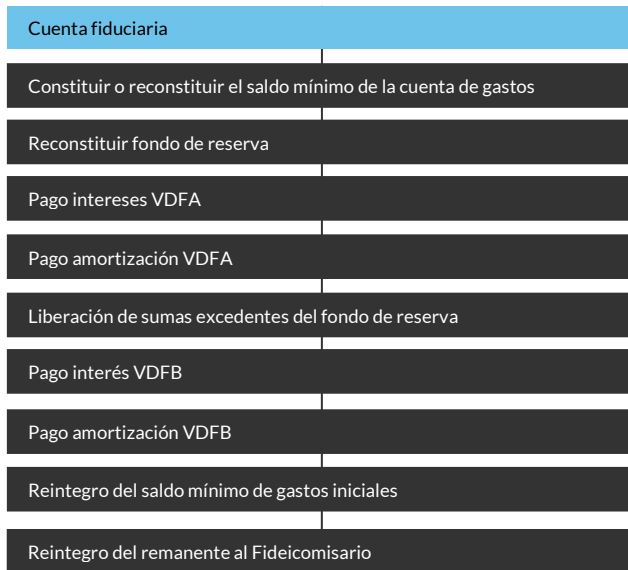 Cuenta fiduciaria
Constituir o reconstituir el saldo mínimo de la cuenta de gastos
Reconstituir fondo de reserva
Pago intereses VDFA
Pago amortización VDFA
Liberación de sumas excedentes del fondo de reserva
Pago interés VDFB
Pago amortización VDFB
Reintegro del saldo mínimo de gastos iniciales
Reintegro del remanente al Fideicomisario